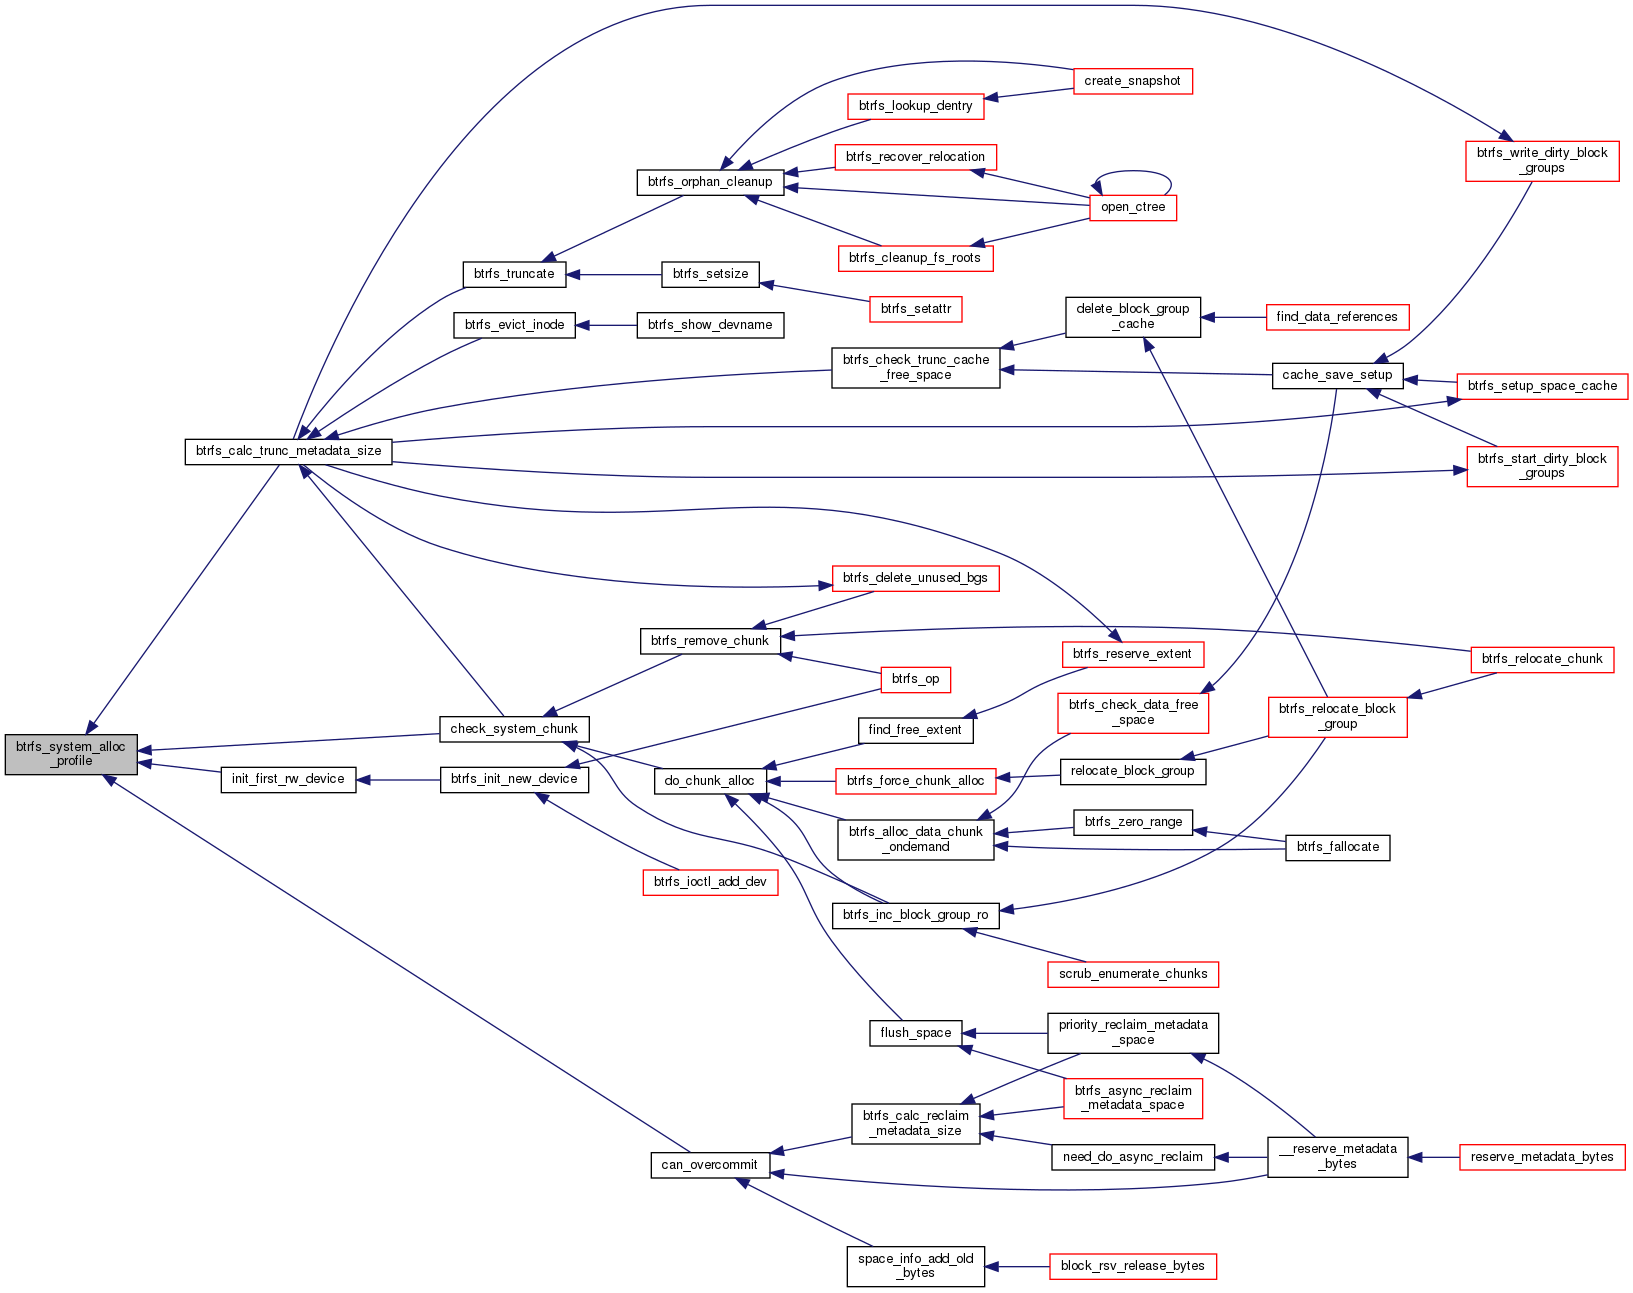 create_snapshot
btrfs_lookup_dentry
btrfs_recover_relocation
btrfs_write_dirty_block
_groups
btrfs_orphan_cleanup
open_ctree
btrfs_cleanup_fs_roots
btrfs_truncate
btrfs_setsize
btrfs_setattr
btrfs_evict_inode
btrfs_show_devname
delete_block_group
_cache
find_data_references
btrfs_check_trunc_cache
_free_space
cache_save_setup
btrfs_setup_space_cache
btrfs_calc_trunc_metadata_size
btrfs_start_dirty_block
_groups
btrfs_delete_unused_bgs
btrfs_remove_chunk
btrfs_reserve_extent
btrfs_relocate_chunk
btrfs_op
btrfs_check_data_free
_space
btrfs_relocate_block
_group
check_system_chunk
find_free_extent
btrfs_system_alloc
_profile
init_first_rw_device
btrfs_init_new_device
do_chunk_alloc
btrfs_force_chunk_alloc
relocate_block_group
btrfs_alloc_data_chunk
_ondemand
btrfs_zero_range
btrfs_fallocate
btrfs_ioctl_add_dev
btrfs_inc_block_group_ro
scrub_enumerate_chunks
flush_space
priority_reclaim_metadata
_space
btrfs_async_reclaim
_metadata_space
btrfs_calc_reclaim
_metadata_size
need_do_async_reclaim
__reserve_metadata
_bytes
reserve_metadata_bytes
can_overcommit
space_info_add_old
_bytes
block_rsv_release_bytes